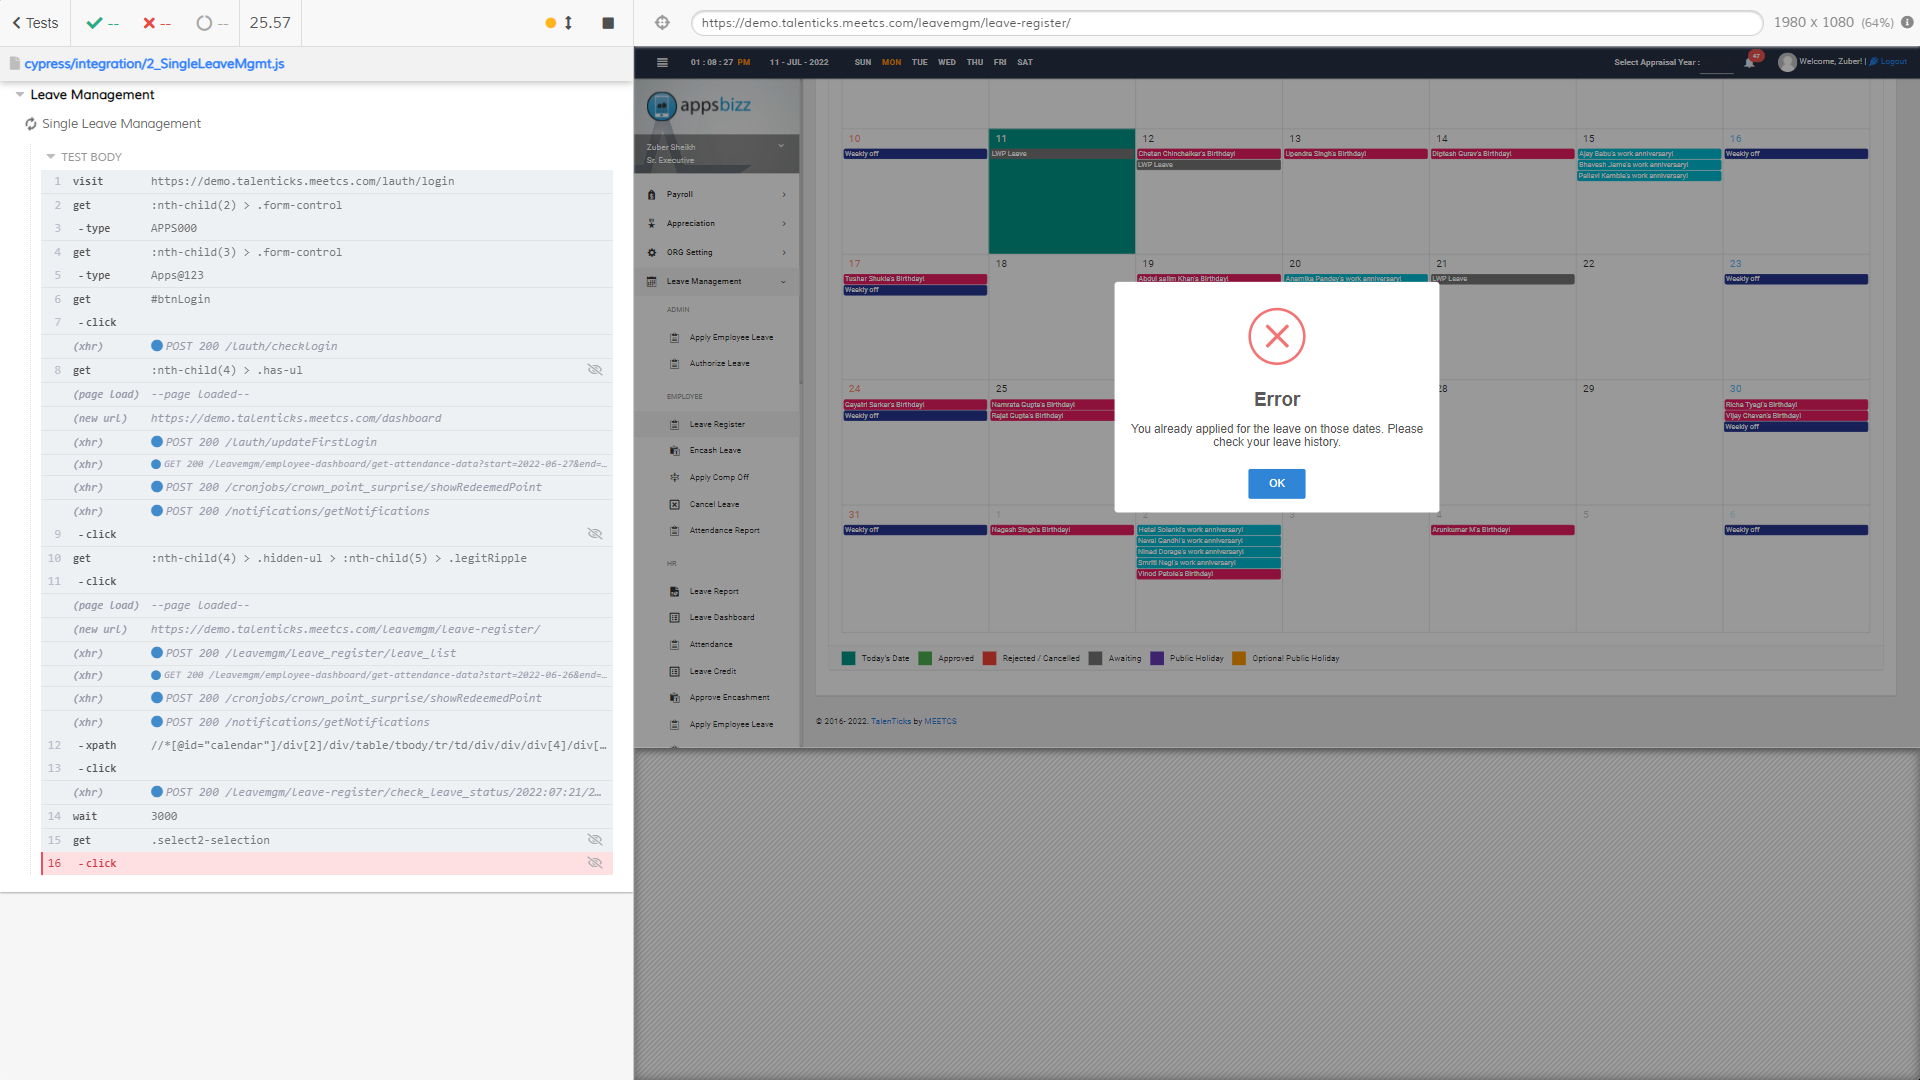 Tests
--
--
--
25.57
https://demo.talenticks.meetcs.com/leavemgm/leave-register/
1980 x 1080 (64%)
cypress/integration/2_SingleLeaveMgmt.js
Leave Management
Single Leave Management
TEST BODY
1 visit https://demo.talenticks.meetcs.com/lauth/login
2 get :nth-child(2) > .form-control
3 -type APPS000
4 get :nth-child(3) > .form-control
5 -type Apps@123
6 get #btnLogin
7 -click
(xhr) POST 200 /lauth/checklogin
8 get :nth-child(4) > .has-ul
(page load) --page loaded--
(new url) https://demo.talenticks.meetcs.com/dashboard
(xhr) POST 200 /lauth/updateFirstLogin
(xhr) GET 200 /leavemgm/employee-dashboard/get-attendance-data?start=2022-06-27&end=…
(xhr) POST 200 /cronjobs/crown_point_surprise/showRedeemedPoint
(xhr) POST 200 /notifications/getNotifications
9 -click
10 get :nth-child(4) > .hidden-ul > :nth-child(5) > .legitRipple
11 -click
(page load) --page loaded--
(new url) https://demo.talenticks.meetcs.com/leavemgm/leave-register/
(xhr) POST 200 /leavemgm/Leave_register/leave_list
(xhr) GET 200 /leavemgm/employee-dashboard/get-attendance-data?start=2022-06-26&end=…
(xhr) POST 200 /cronjobs/crown_point_surprise/showRedeemedPoint
(xhr) POST 200 /notifications/getNotifications
12 -xpath //*[@id="calendar"]/div[2]/div/table/tbody/tr/td/div/div/div[4]/div[…
13 -click
(xhr) POST 200 /leavemgm/leave-register/check_leave_status/2022:07:21/2…
14 wait 3000
15 get .select2-selection
16 -click
01 : 08 : 27 PM
11 - JUL - 2022
SUN MON TUE WED THU FRI SAT
Select Appraisal Year :
47
Welcome, Zuber! | Logout
appsbizz
Zuber Sheikh
Sr. Executive
Payroll
Appreciation
ORG Setting
Leave Management
ADMIN
Apply Employee Leave
Authorize Leave
EMPLOYEE
Leave Register
Encash Leave
Apply Comp Off
Cancel Leave
Attendance Report
HR
Leave Report
Leave Dashboard
Attendance
Leave Credit
Approve Encashment
Apply Employee Leave
10 11 12 13 14 15 16
Weekly off
LWP Leave
Chetan Chinchalker's Birthday!
LWP Leave
Upendra Singh's Birthday!
Diptesh Gurav's Birthday!
Ajay Babu's work anniversary!
Bhavesh Jams's work anniversary!
Pallavi Kamble's work anniversary!
Weekly off
17 18 19 20 21 22 23
Tushar Shukla's Birthday!
Weekly off
Abdul salim Khan's Birthday!
Anamika Pandey's work anniversary!
LWP Leave
Weekly off
24 25 28 29 30
Gayatri Sarkar's Birthday!
Weekly off
Namrata Gupta's Birthday!
Rajat Gupta's Birthday!
Richa Tyagi's Birthday!
Vijay Chavan's Birthday!
Weekly off
31 1 2 3 4 5 6
Weekly off
Nagesh Singh's Birthday!
Hetal Solanki's work anniversary!
Naval Gandhi's work anniversary!
Ninad Dorage's work anniversary!
Smriti Negi's work anniversary!
Vinod Patole's Birthday!
Arunkumar M's Birthday!
Weekly off
Error
You already applied for the leave on those dates. Please
check your leave history.
OK
Today's Date Approved Rejected / Cancelled Awaiting Public Holiday Optional Public Holiday
© 2016- 2022. TalenTicks by MEETCS